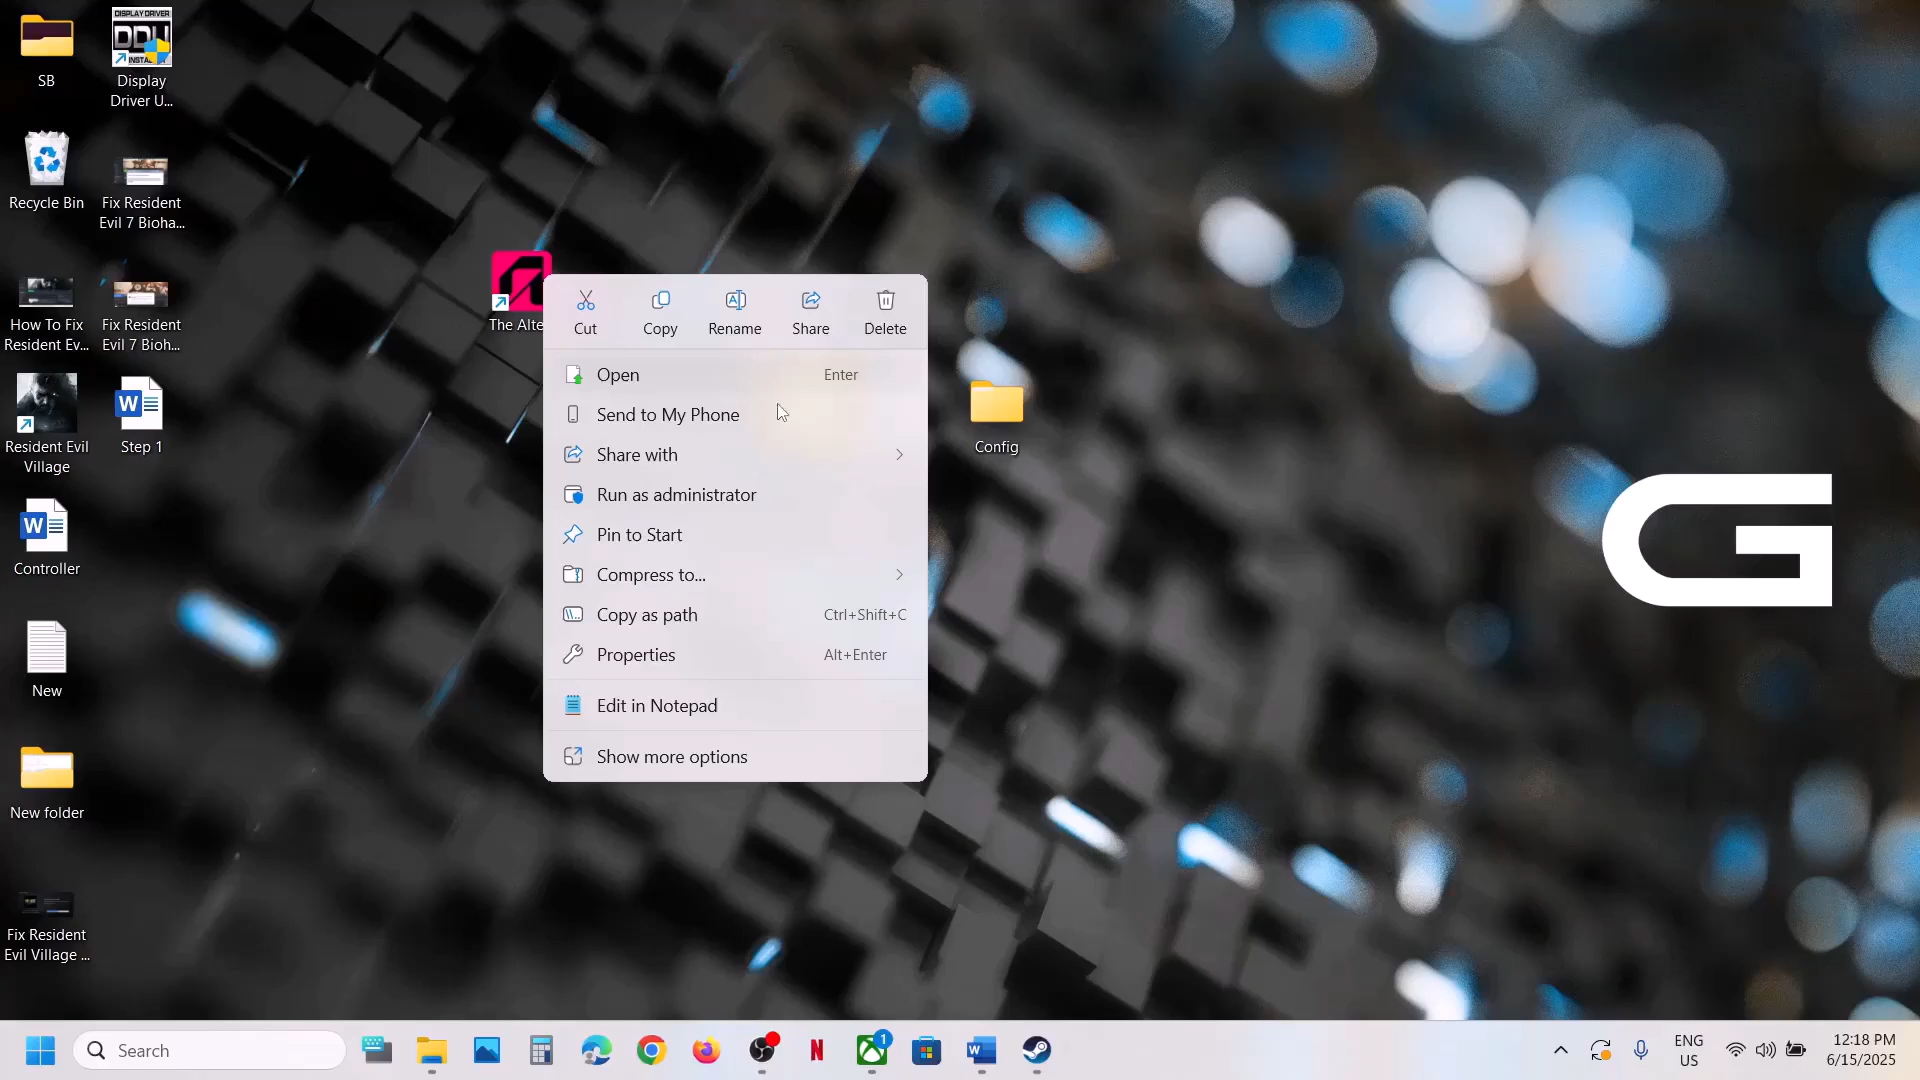 SB
DISPLAY DRIVER
DDU
Display
Driver U...
Recycle Bin
Fix Resident
Evil 7 Bioha...
How To Fix
Resident Ev...
Fix Resident
Evil 7 Bioh...
Resident Evil
Village
W
Step 1
W
Controller
New
New folder
Fix Resident
Evil Village ...
The Alte
Cut
Copy
Rename
Share
Delete
Open
Enter
Send to My Phone
Share with
Run as administrator
Pin to Start
Compress to...
Copy as path
Ctrl+Shift+C
Properties
Alt+Enter
Edit in Notepad
Show more options
Config
G
Search
N
1
W
ENG
US
12:18 PM
6/15/2025